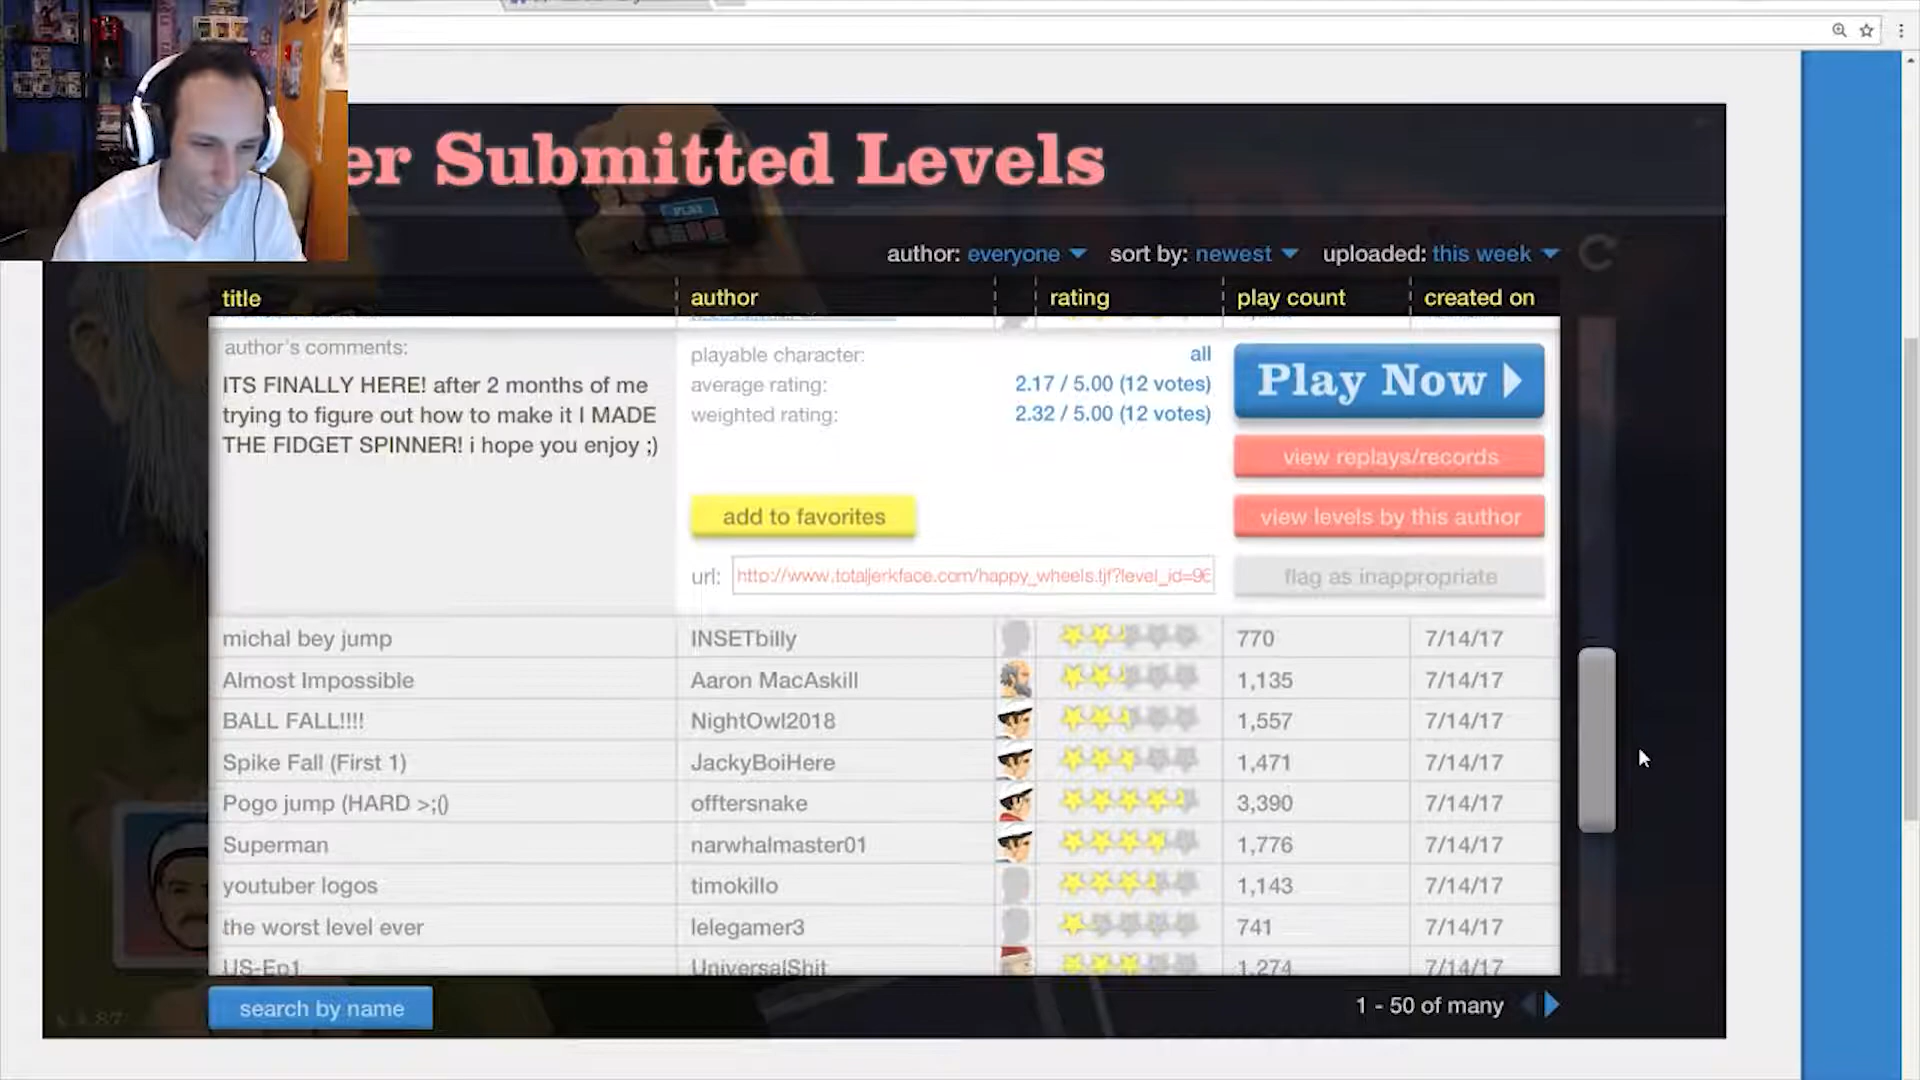 er Submitted Levels
author: everyone sort by: newest uploaded: this week
title author rating play count created on
author's comments:
ITS FINALLY HERE! after 2 months of me
trying to figure out how to make it I MADE
THE FIDGET SPINNER! i hope you enjoy ;)
playable character: all
average rating: 2.17 / 5.00 (12 votes)
weighted rating: 2.32 / 5.00 (12 votes)
Play Now
view replays/records
add to favorites
view levels by this author
url: http://www.totaljerkface.com/happy_wheels.tjf?level_id=96
flag as inappropriate
michal bey jump INSETbilly 770 7/14/17
Almost Impossible Aaron MacAskill 1,135 7/14/17
BALL FALL!!!! NightOwl2018 1,557 7/14/17
Spike Fall (First 1) JackyBoiHere 1,471 7/14/17
Pogo jump (HARD >;() offtersnake 3,390 7/14/17
Superman narwhalmaster01 1,776 7/14/17
youtuber logos timokillo 1,143 7/14/17
the worst level ever lelegamer3 741 7/14/17
US-Ep1 UniversalShit 1,274 7/14/17
search by name
1 - 50 of many